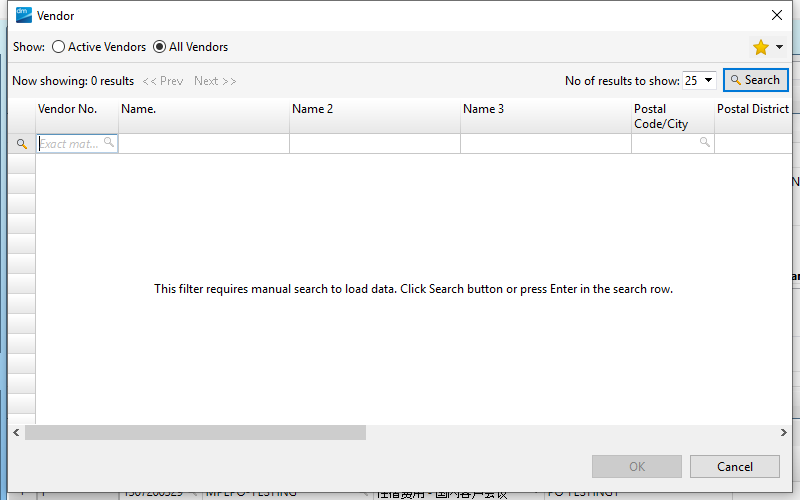 dm Vendor
Show: Active Vendors All Vendors
Now showing: 0 results << Prev Next >> No of results to show: 25 Search
Vendor No. Name. Name 2 Name 3 Postal Code/City Postal District
Exact mat...
This filter requires manual search to load data. Click Search button or press Enter in the search row.
OK Cancel